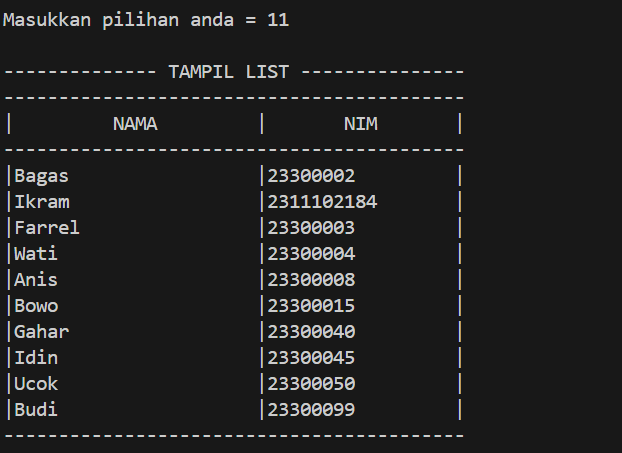 Masukkan pilihan anda = 11
-------------- TAMPIL LIST ---------------
------------------------------------------
|         NAMA         |       NIM       |
------------------------------------------
|Bagas                 |23300002         |
|Ikram                 |2311102184       |
|Farrel                |23300003         |
|Wati                  |23300004         |
|Anis                  |23300008         |
|Bowo                  |23300015         |
|Gahar                 |23300040         |
|Idin                  |23300045         |
|Ucok                  |23300050         |
|Budi                  |23300099         |
------------------------------------------